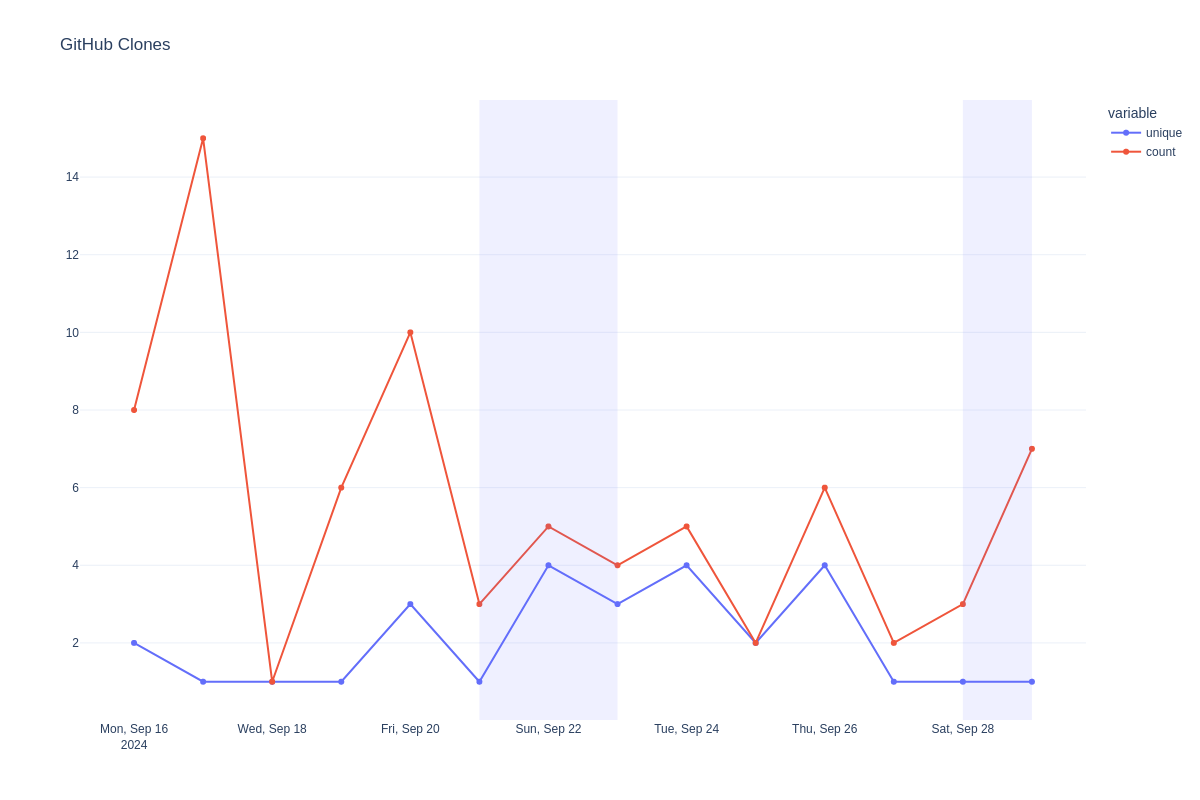 GitHub Clones
variable
unique
count
14
12
10
8
6
4
2
Mon, Sep 16
2024
Wed, Sep 18
Fri, Sep 20
Sun, Sep 22
Tue, Sep 24
Thu, Sep 26
Sat, Sep 28